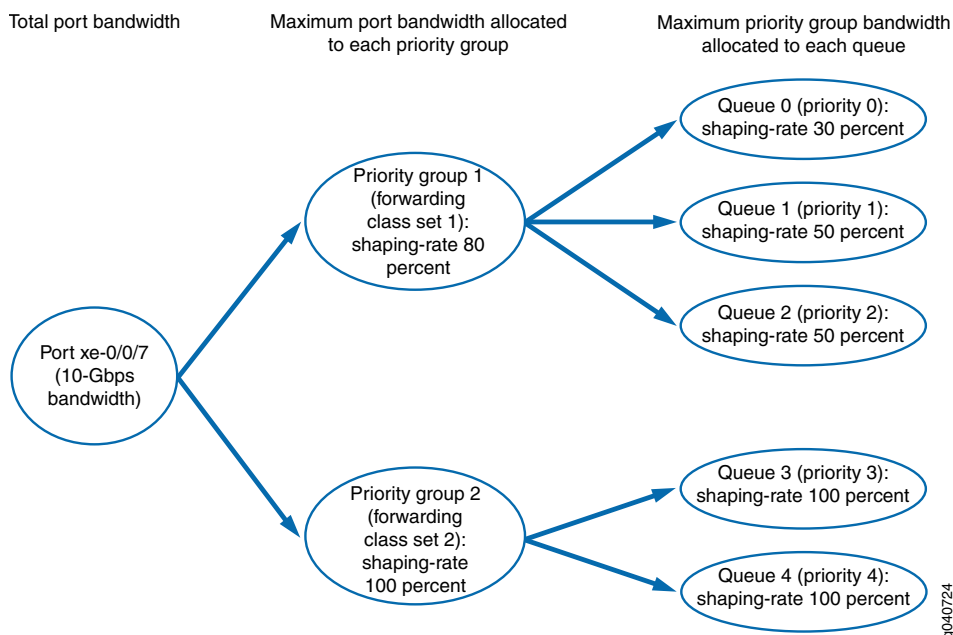 Total port bandwidth
Maximum port bandwidth allocated
to each priority group
Maximum priority group bandwidth
allocated to each queue
Port xe-0/0/7
(10-Gbps
bandwidth)
Priority group 1
(forwarding
class set 1):
shaping-rate 80
percent
Priority group 2
(forwarding
class set 2):
shaping-rate
100 percent
Queue 0 (priority 0):
shaping-rate 30 percent
Queue 1 (priority 1):
shaping-rate 50 percent
Queue 2 (priority 2):
shaping-rate 50 percent
Queue 3 (priority 3):
shaping-rate 100 percent
Queue 4 (priority 4):
shaping-rate 100 percent
g040724